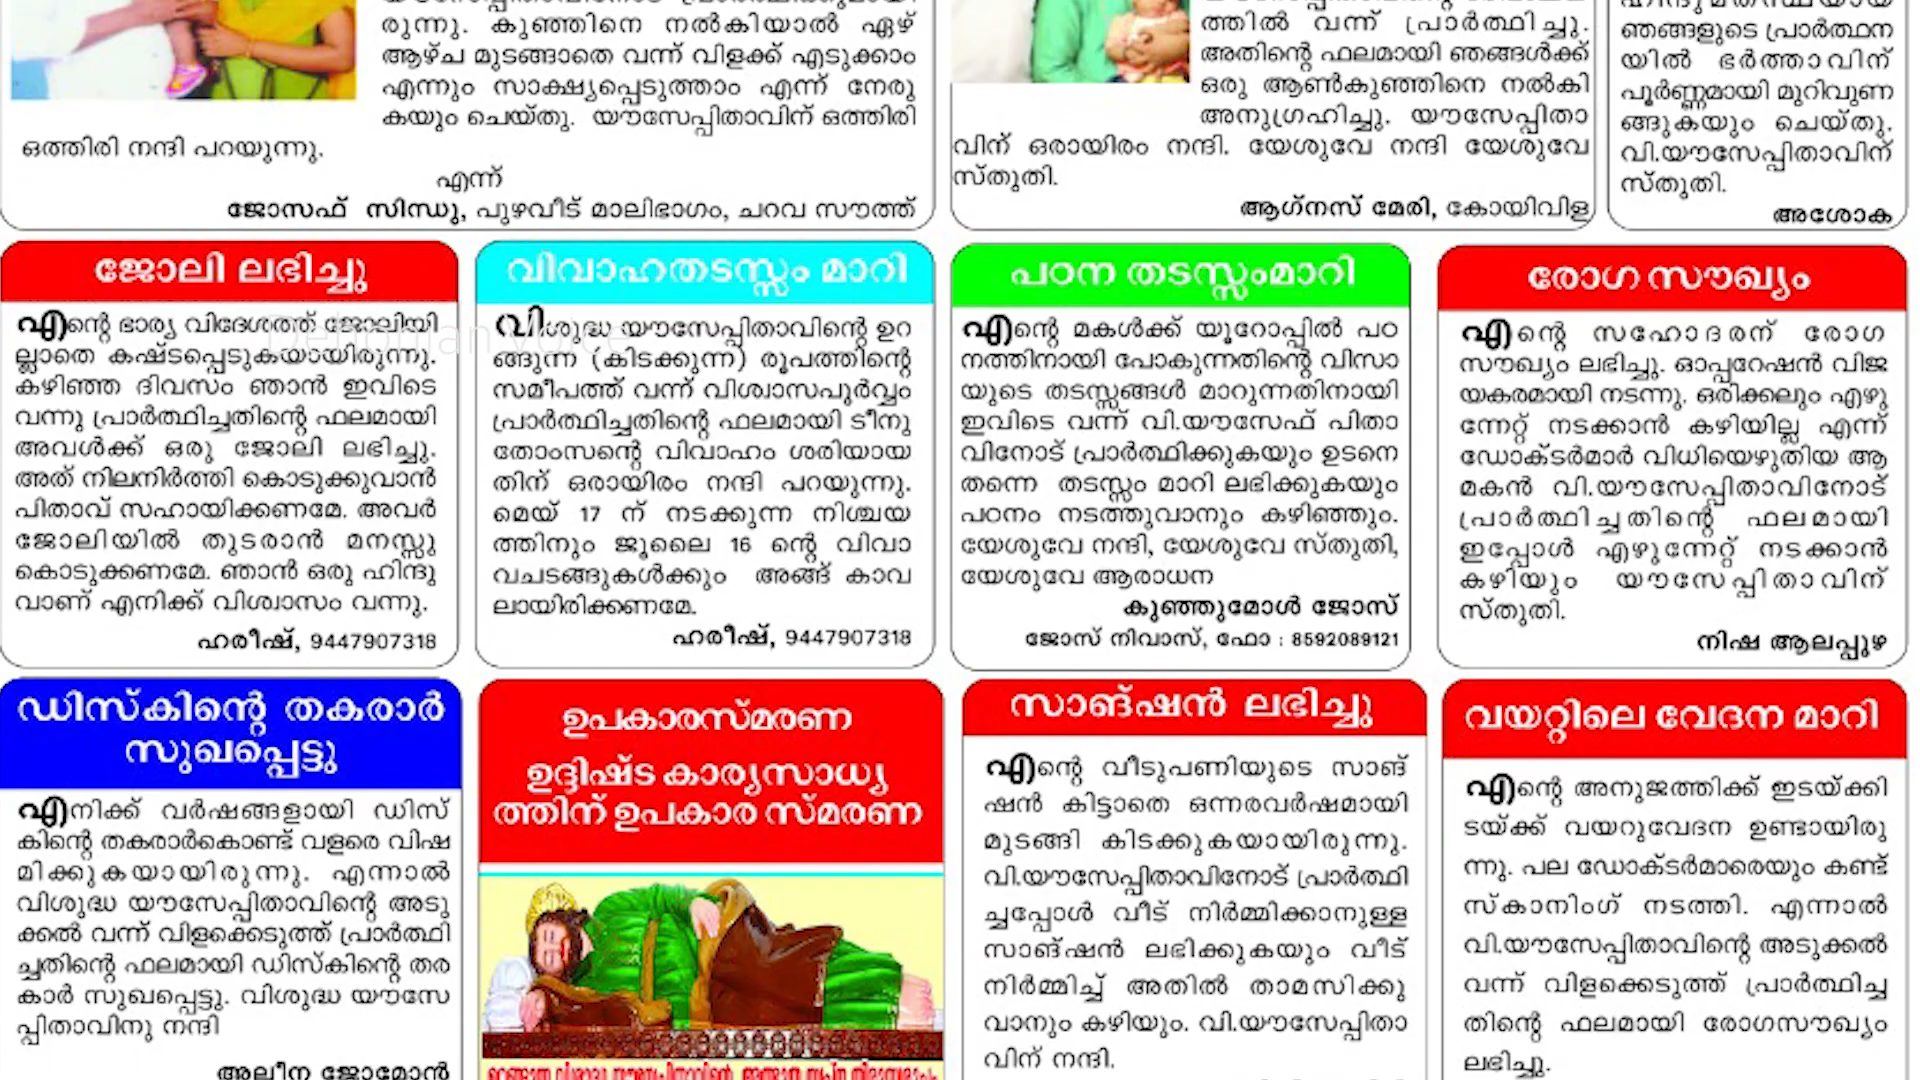 രുന്നു. കുഞ്ഞിനെ നൽകിയാൽ ഏഴ്
ആഴ്ച മുടങ്ങാതെ വന്ന് വിളക്ക് എടുക്കാം
എന്നും സാക്ഷ്യപ്പെടുത്താം എന്ന് നേരു
കയും ചെയ്തു. യൗസേപ്പിതാവിന് ഒത്തിരി
ഒത്തിരി നന്ദി പറയുന്നു.
എന്ന്
ജോസഫ് സിന്ധു, പുഴവീട് മാലിഭാഗം, ചറവ സൗത്ത്
ത്തിൽ വന്ന് പ്രാർത്ഥിച്ചു.
അതിന്റെ ഫലമായി ഞങ്ങൾക്ക്
ഒരു ആൺകുഞ്ഞിനെ നൽകി
അനുഗ്രഹിച്ചു. യൗസേപ്പിതാ
വിന് ഒരായിരം നന്ദി. യേശുവേ നന്ദി യേശുവേ
സ്തുതി.
ആഗ്നസ് മേരി, കോയിവിള
ഞങ്ങളുടെ പ്രാർത്ഥന
യിൽ ഭർത്താവിന്
പൂർണ്ണമായി മുറിവുണ
ങ്ങുകയും ചെയ്തു.
വി.യൗസേപ്പിതാവിന്
സ്തുതി.
അശോക
ജോലി ലഭിച്ചു
എന്റെ ഭാര്യ വിദേശത്ത് ജോലിയി
ല്ലാതെ കഷ്ടപ്പെടുകയായിരുന്നു.
കഴിഞ്ഞ ദിവസം ഞാൻ ഇവിടെ
വന്നു പ്രാർത്ഥിച്ചതിന്റെ ഫലമായി
അവൾക്ക് ഒരു ജോലി ലഭിച്ചു.
അത് നിലനിർത്തി കൊടുക്കുവാൻ
പിതാവ് സഹായിക്കണമേ. അവർ
ജോലിയിൽ തുടരാൻ മനസ്സു
കൊടുക്കണമേ. ഞാൻ ഒരു ഹിന്ദു
വാണ് എനിക്ക് വിശ്വാസം വന്നു.
ഹരീഷ്, 9447907318
വിവാഹതടസ്സം മാറി
വിശുദ്ധ യൗസേപ്പിതാവിന്റെ ഉറ
ങ്ങുന്ന (കിടക്കുന്ന) രൂപത്തിന്റെ
സമീപത്ത് വന്ന് വിശ്വാസപൂർവ്വം
പ്രാർത്ഥിച്ചതിന്റെ ഫലമായി ടീനു
തോംസന്റെ വിവാഹം ശരിയായ
തിന് ഒരായിരം നന്ദി പറയുന്നു.
മെയ് 17 ന് നടക്കുന്ന നിശ്ചയ
ത്തിനും ജൂലൈ 16 ന്റെ വിവാ
വചടങ്ങുകൾക്കും അങ്ങ് കാവ
ലായിരിക്കണമേ.
ഹരീഷ്, 9447907318
പഠന തടസ്സംമാറി
എന്റെ മകൾക്ക് യൂറോപ്പിൽ പഠ
നത്തിനായി പോകുന്നതിന്റെ വിസാ
യുടെ തടസ്സങ്ങൾ മാറുന്നതിനായി
ഇവിടെ വന്ന് വി.യൗസേഫ് പിതാ
വിനോട് പ്രാർത്ഥിക്കുകയും ഉടനെ
തന്നെ തടസ്സം മാറി ലഭിക്കുകയും
പഠനം നടത്തുവാനും കഴിഞ്ഞും.
യേശുവേ നന്ദി, യേശുവേ സ്തുതി,
യേശുവേ ആരാധന
കുഞ്ഞുമോൾ ജോസ്
ജോസ് നിവാസ്, ഫോ : 8592089121
രോഗ സൗഖ്യം
എന്റെ സഹോദരന് രോഗ
സൗഖ്യം ലഭിച്ചു. ഓപ്പറേഷൻ വിജ
യകരമായി നടന്നു. ഒരിക്കലും എഴു
ന്നേറ്റ് നടക്കാൻ കഴിയില്ല എന്ന്
ഡോക്ടർമാർ വിധിയെഴുതിയ ആ
മകൻ വി.യൗസേപ്പിതാവിനോട്
പ്രാർത്ഥിച്ചതിന്റെ ഫലമായി
ഇപ്പോൾ എഴുന്നേറ്റ് നടക്കാൻ
കഴിയും യൗസേപ്പിതാവിന്
സ്തുതി.
നിഷ ആലപ്പുഴ
ഡിസ്കിന്റെ തകരാർ
സുഖപ്പെട്ടു
എനിക്ക് വർഷങ്ങളായി ഡിസ്
കിന്റെ തകരാർകൊണ്ട് വളരെ വിഷ
മിക്കുകയായിരുന്നു. എന്നാൽ
വിശുദ്ധ യൗസേപ്പിതാവിന്റെ അടു
ക്കൽ വന്ന് വിളക്കെടുത്ത് പ്രാർത്ഥി
ച്ചതിന്റെ ഫലമായി ഡിസ്കിന്റെ തര
കാർ സുഖപ്പെട്ടു. വിശുദ്ധ യൗസേ
പ്പിതാവിനു നന്ദി
അലീന ജോമോൻ
ഉപകാരസ്മരണ
ഉദ്ദിഷ്ട കാര്യസാധ്യ
ത്തിന് ഉപകാര സ്മരണ
സാങ്ഷൻ ലഭിച്ചു
എന്റെ വീടുപണിയുടെ സാങ്
ഷൻ കിട്ടാതെ ഒന്നരവർഷമായി
മുടങ്ങി കിടക്കുകയായിരുന്നു.
വി.യൗസേപ്പിതാവിനോട് പ്രാർത്ഥി
ച്ചപ്പോൾ വീട് നിർമ്മിക്കാനുള്ള
സാങ്ഷൻ ലഭിക്കുകയും വീട്
നിർമ്മിച്ച് അതിൽ താമസിക്കു
വാനും കഴിയും. വി.യൗസേപ്പിതാ
വിന് നന്ദി.
വയറ്റിലെ വേദന മാറി
എന്റെ അനുജത്തിക്ക് ഇടയ്ക്കി
ടയ്ക്ക് വയറുവേദന ഉണ്ടായിരു
ന്നു. പല ഡോക്ടർമാരെയും കണ്ട്
സ്കാനിംഗ് നടത്തി. എന്നാൽ
വി.യൗസേപ്പിതാവിന്റെ അടുക്കൽ
വന്ന് വിളക്കെടുത്ത് പ്രാർത്ഥിച്ച
തിന്റെ ഫലമായി രോഗസൗഖ്യം
ലഭിച്ചു.